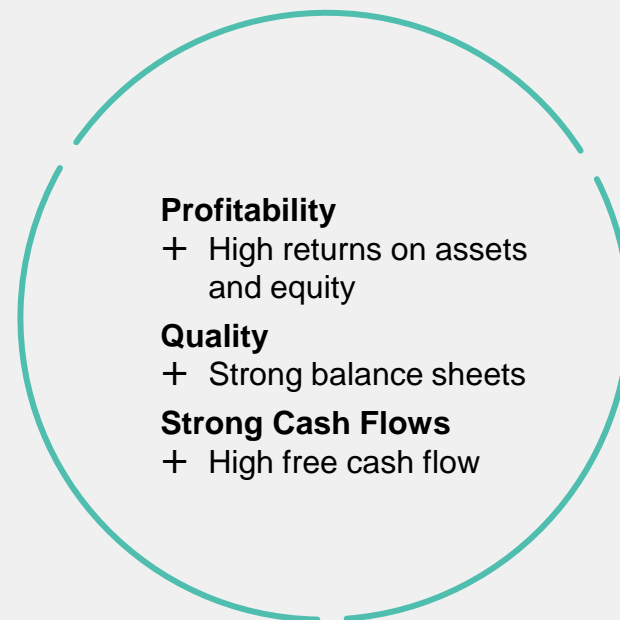 Profitability
+ High returns on assets
and equity
Quality
+ Strong balance sheets
Strong Cash Flows
+ High free cash flow